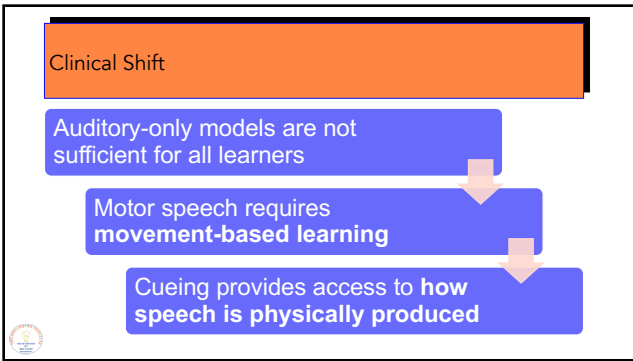 Clinical Shift
Auditory-only models are not
sufficient for all learners
Motor speech requires
movement-based learning
Cueing provides access to how
speech is physically produced